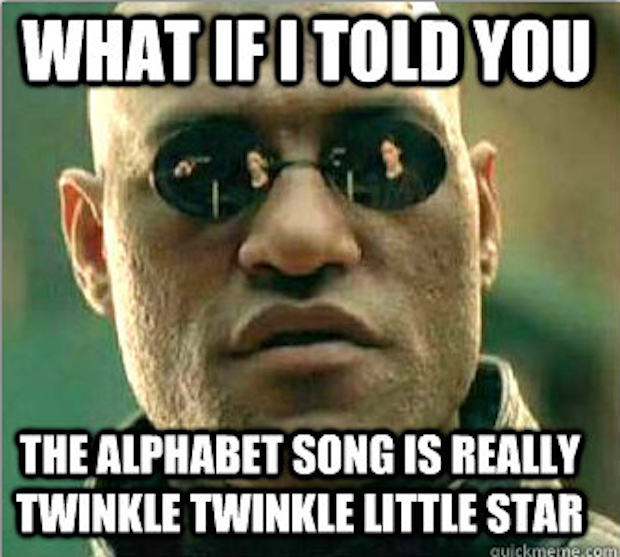 WHAT IF I TOLD YOU
THE ALPHABET SONG IS REALLY
TWINKLE TWINKLE LITTLE STAR
quickmeme.com